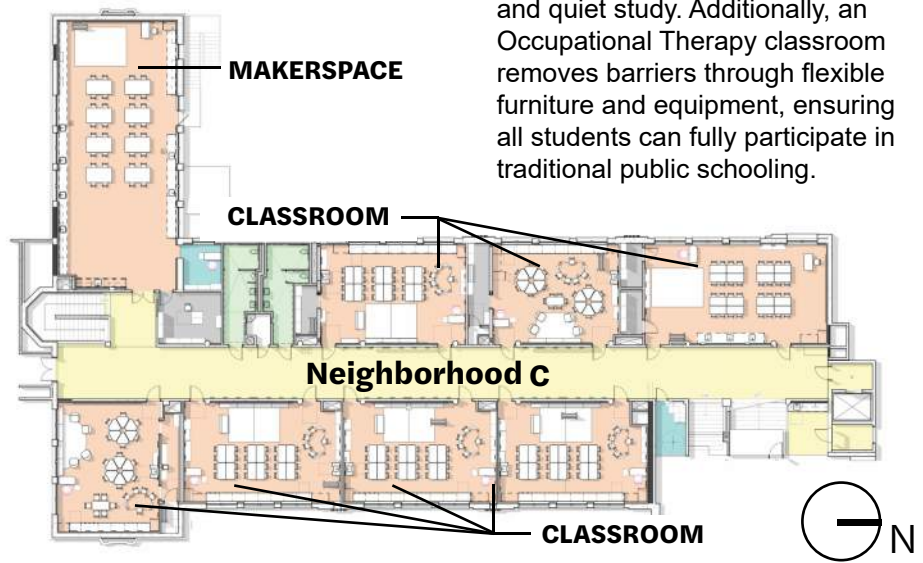 and quiet study. Additionally, an
Occupational Therapy classroom
removes barriers through flexible
furniture and equipment, ensuring
all students can fully participate in
traditional public schooling.
MAKERSPACE
CLASSROOM
Neighborhood C
CLASSROOM
N